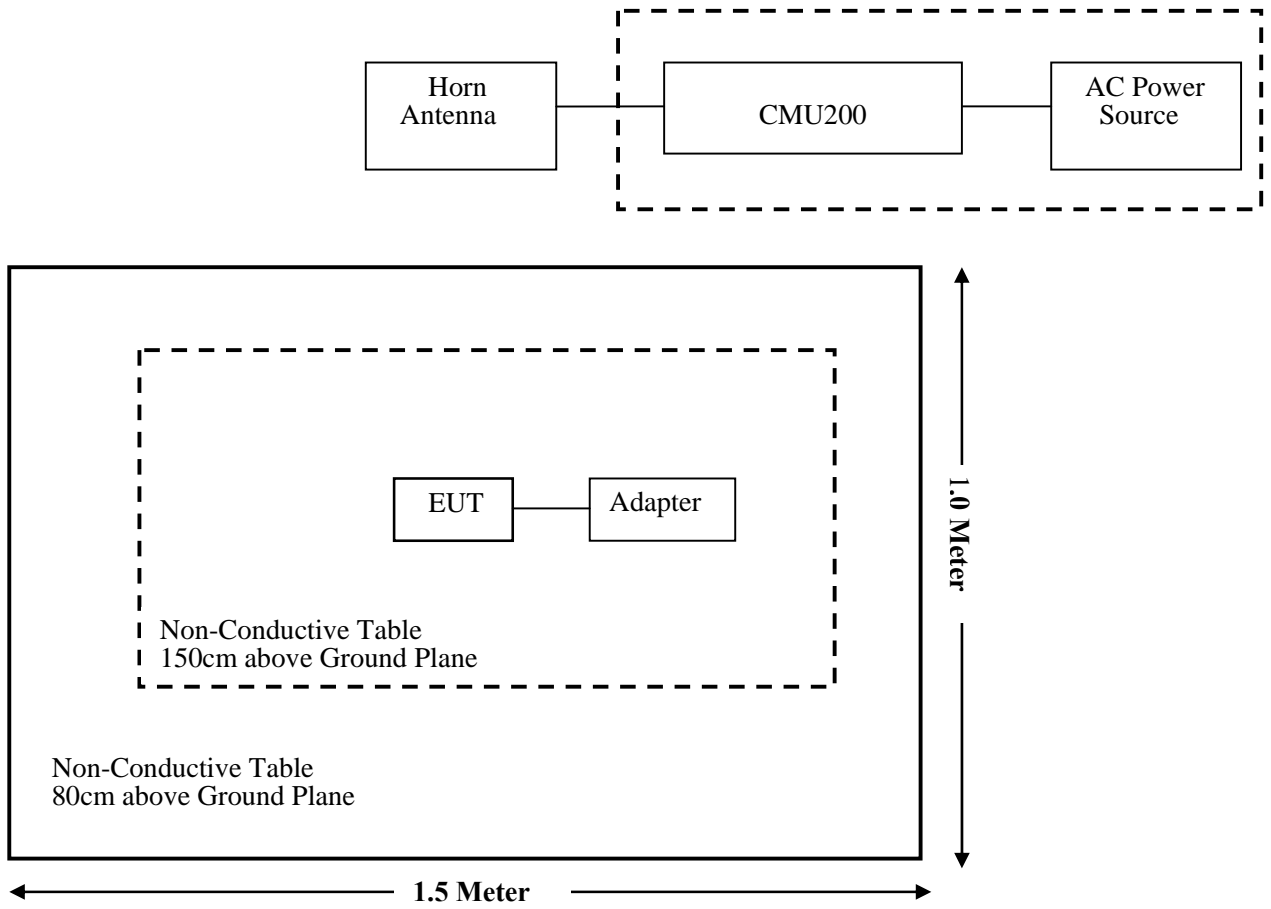 Horn
Antenna
CMU200
AC Power
Source
EUT
Adapter
Non-Conductive Table
150cm above Ground Plane
Non-Conductive Table
80cm above Ground Plane
1.0 Meter
1.5 Meter